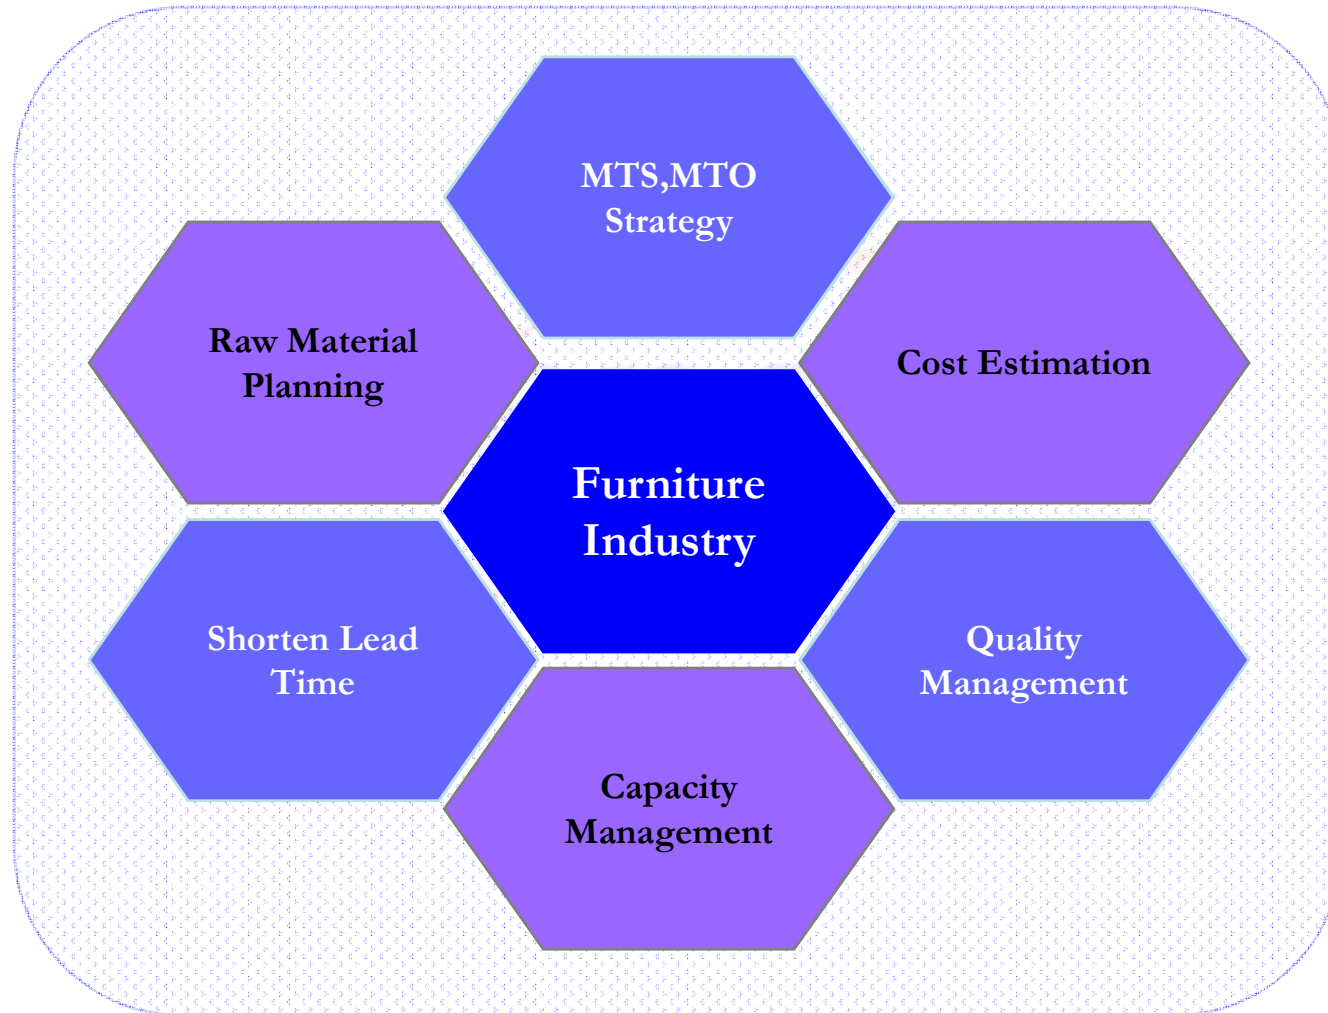 MTS,MTO
Strategy
Raw Material
Planning
Cost Estimation
Furniture
Industry
Shorten Lead
Time
Quality
Management
Capacity
Management